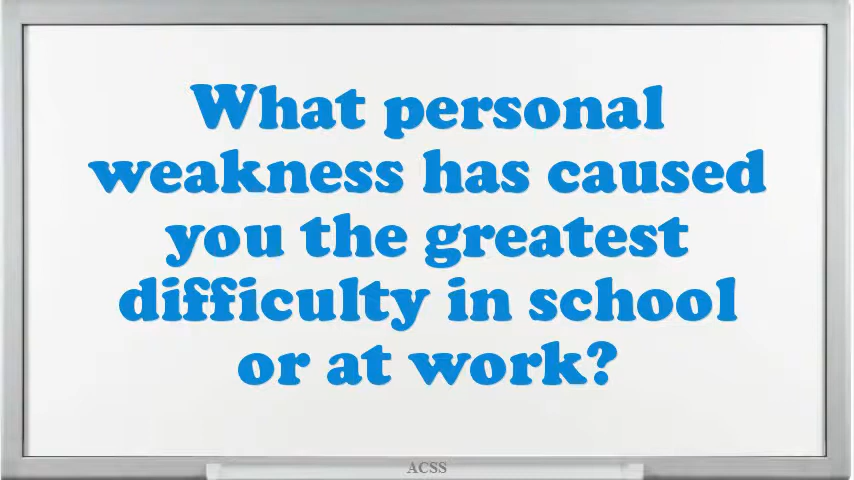 What personal
weakness has caused
you the greatest
difficulty in school
or at work?
ACSS